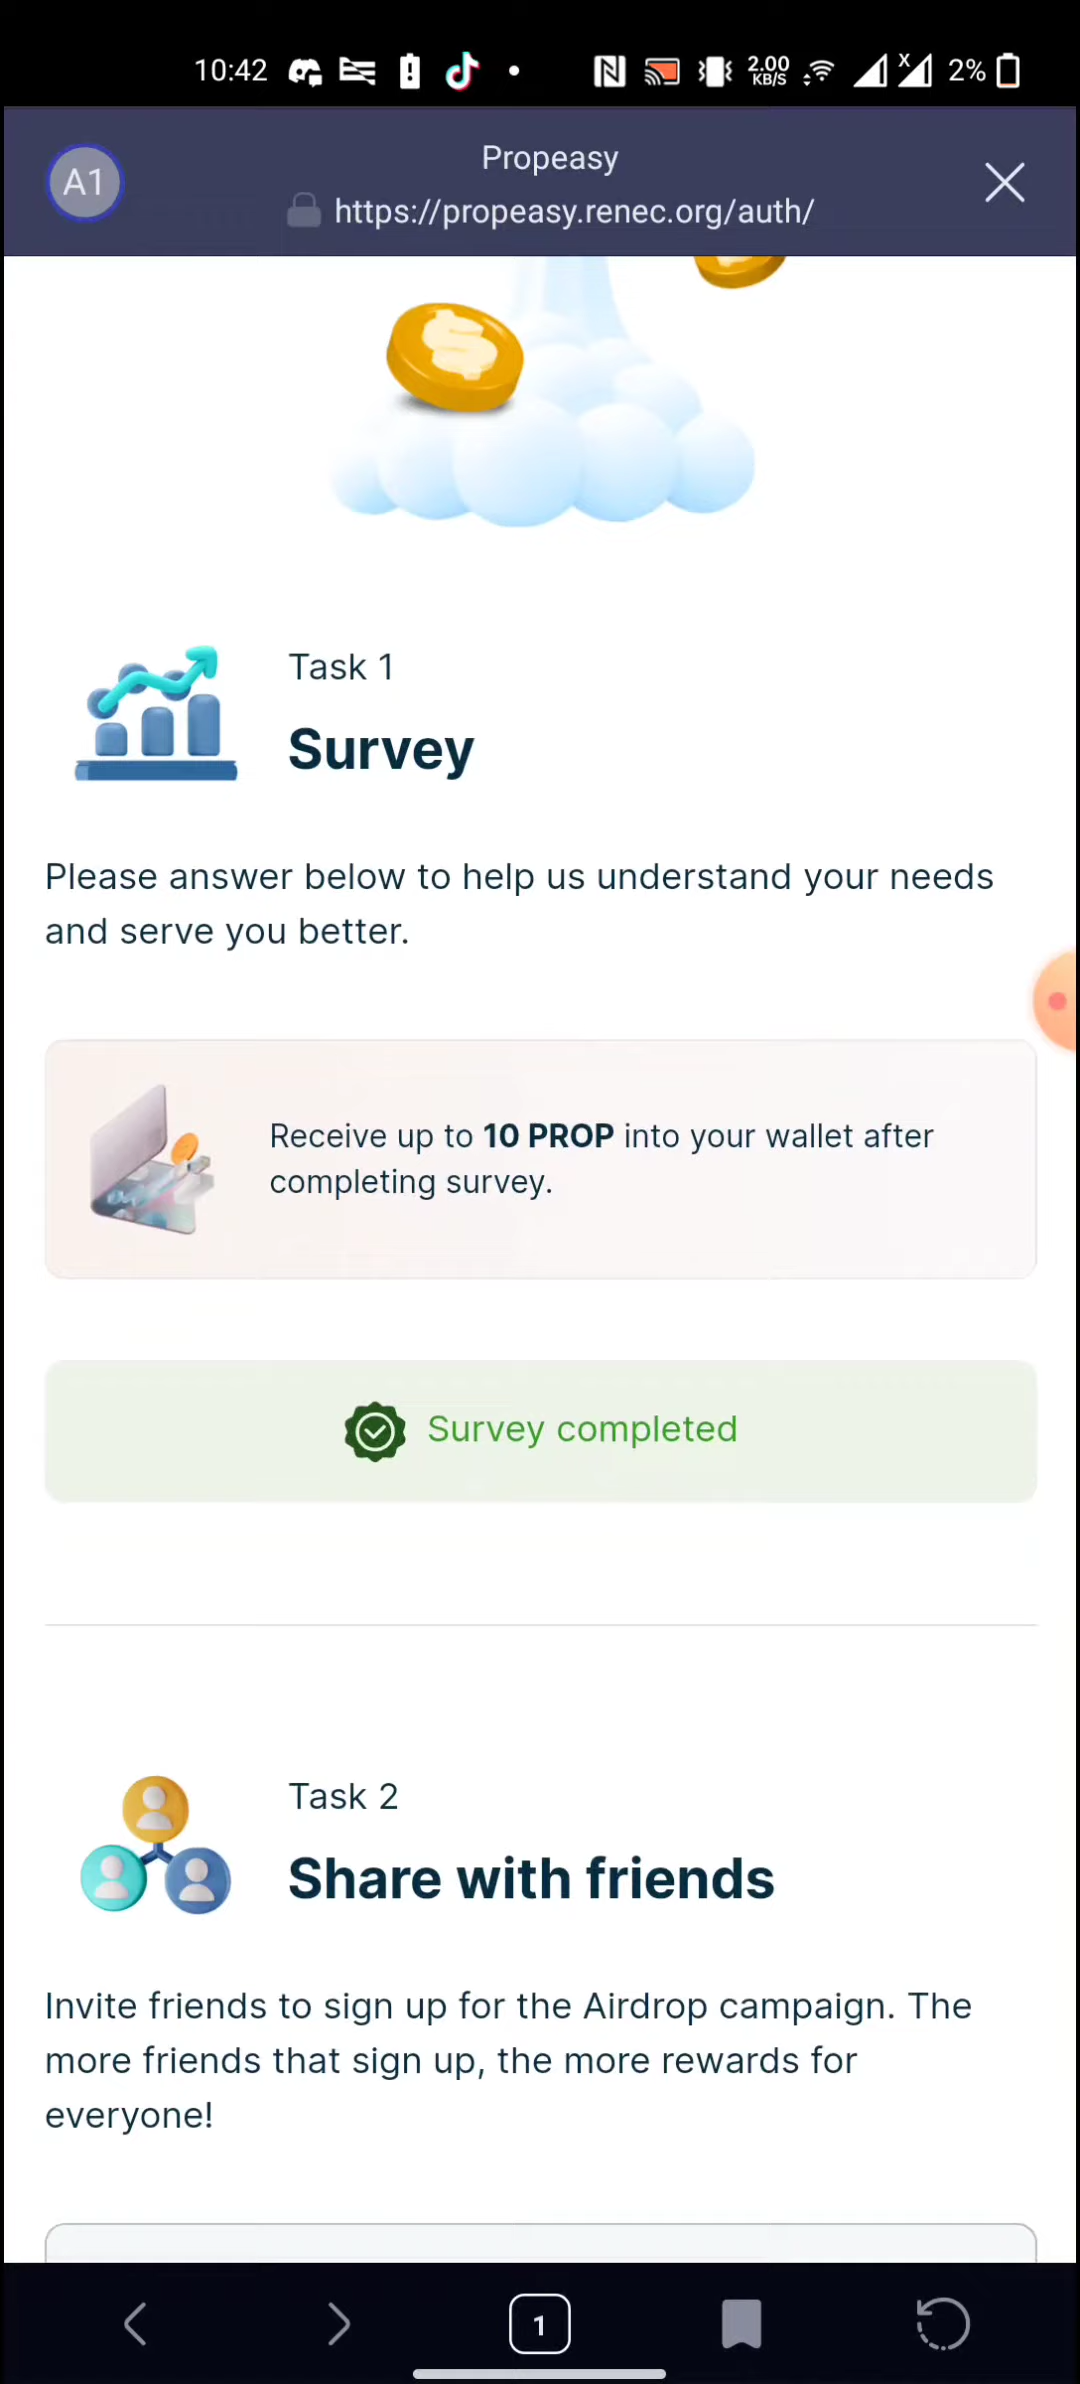 10:42
2.00 KB/S
2%
A1
Propeasy
https://propeasy.renec.org/auth/
Task 1
Survey
Please answer below to help us understand your needs
and serve you better.
Receive up to 10 PROP into your wallet after
completing survey.
Survey completed
Task 2
Share with friends
Invite friends to sign up for the Airdrop campaign. The
more friends that sign up, the more rewards for
everyone!
1